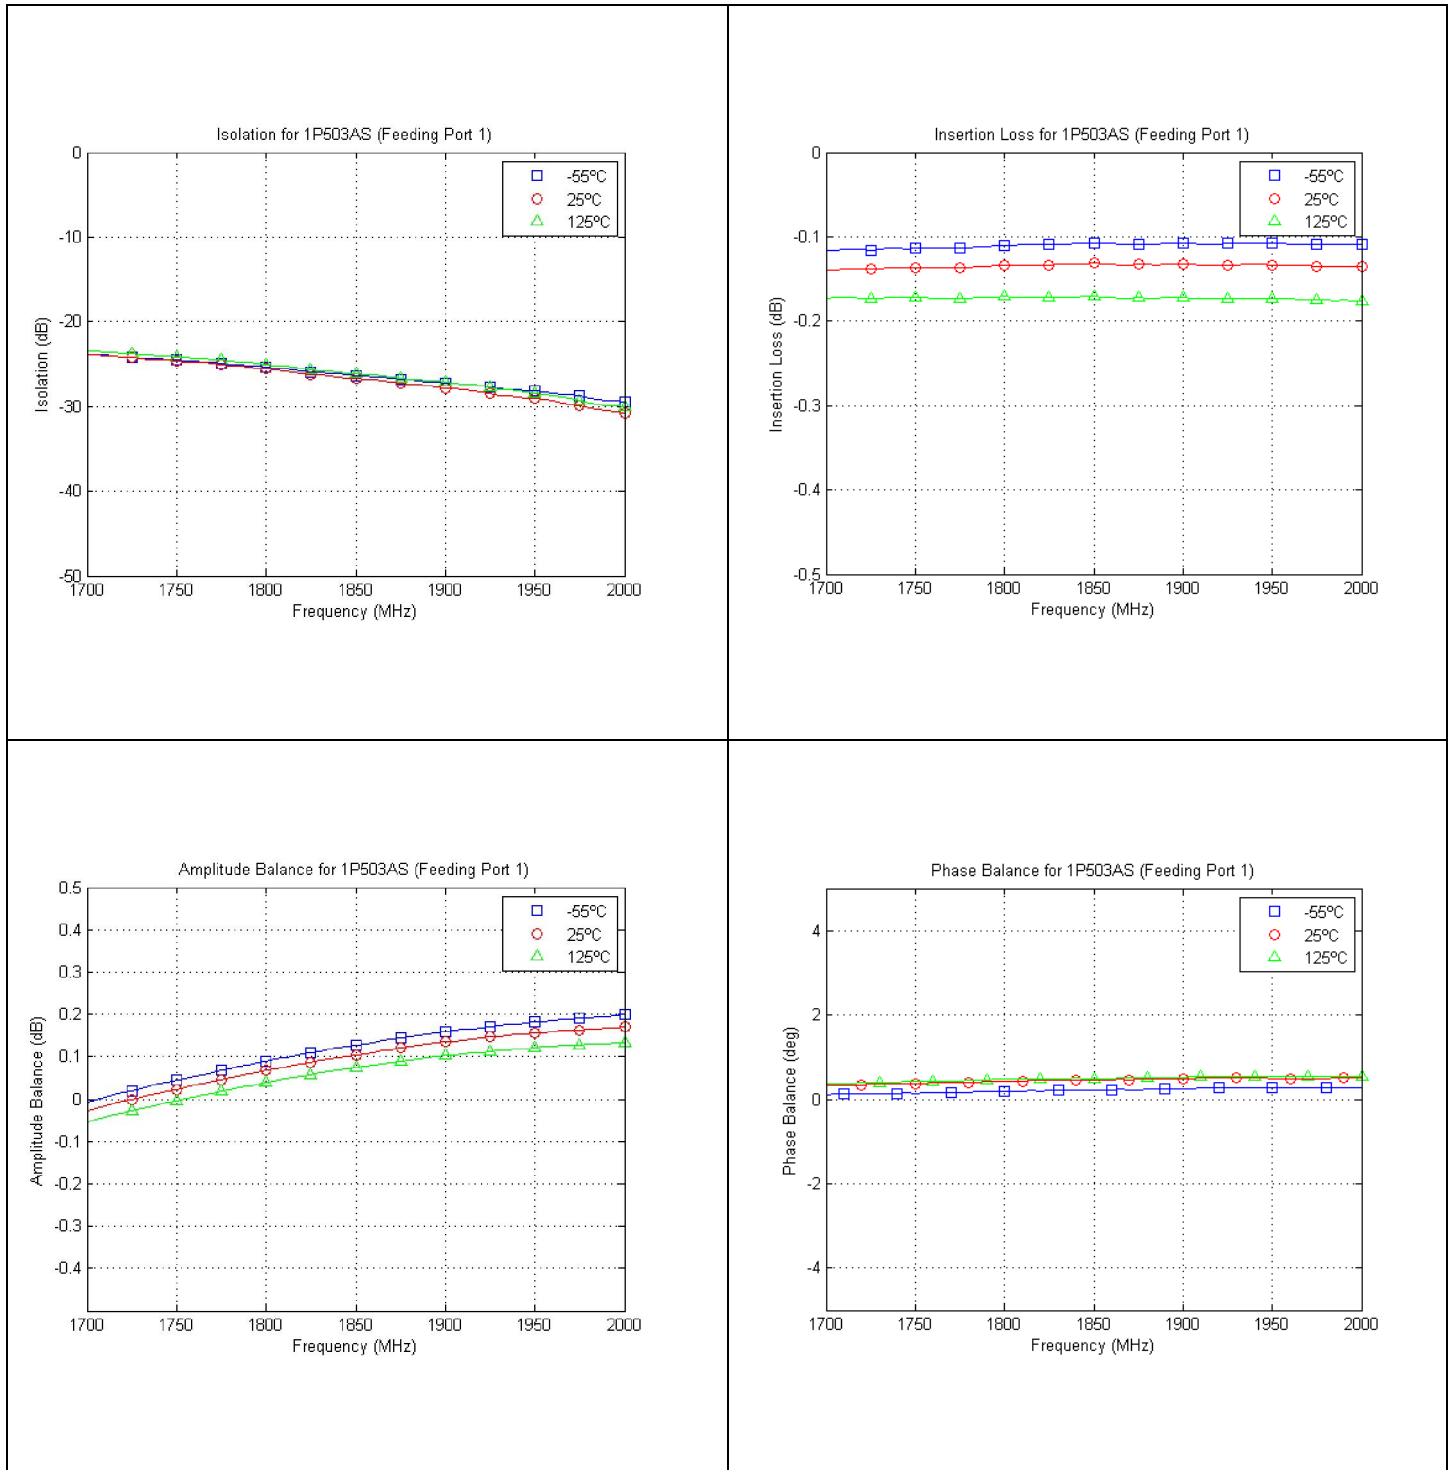 Isolation for 1P503AS (Feeding Port 1)
0
-10
-20
-30
-40
-50
Isolation (dB)
-55ºC
25ºC
125ºC
1700 1750 1800 1850 1900 1950 2000
Frequency (MHz)
Insertion Loss for 1P503AS (Feeding Port 1)
0
-0.1
-0.2
-0.3
-0.4
-0.5
Insertion Loss (dB)
-55ºC
25ºC
125ºC
1700 1750 1800 1850 1900 1950 2000
Frequency (MHz)
Amplitude Balance for 1P503AS (Feeding Port 1)
0.5
0.4
0.3
0.2
0.1
0
-0.1
-0.2
-0.3
-0.4
Amplitude Balance (dB)
-55ºC
25ºC
125ºC
1700 1750 1800 1850 1900 1950 2000
Frequency (MHz)
Phase Balance for 1P503AS (Feeding Port 1)
4
2
0
-2
-4
Phase Balance (deg)
-55ºC
25ºC
125ºC
1700 1750 1800 1850 1900 1950 2000
Frequency (MHz)